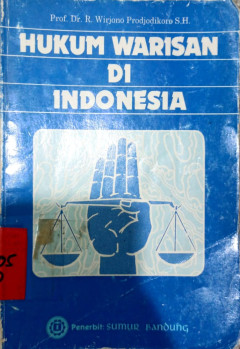 Prof. Dr. R. Wirjono Prodjodikoro S.H.
HUKUM WARISAN
DI
INDONESIA
Penerbit: SUMUR BANDUNG